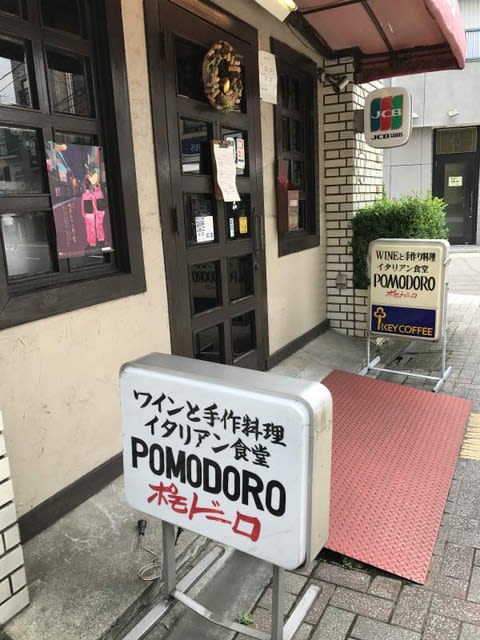 JCB
JCB CARDS
WINEと手作り料理
イタリアン食堂
POMODORO
ポモドーロ
KEY COFFEE
ワインと手作料理
イタリアン食堂
POMODORO
ポモドーロ